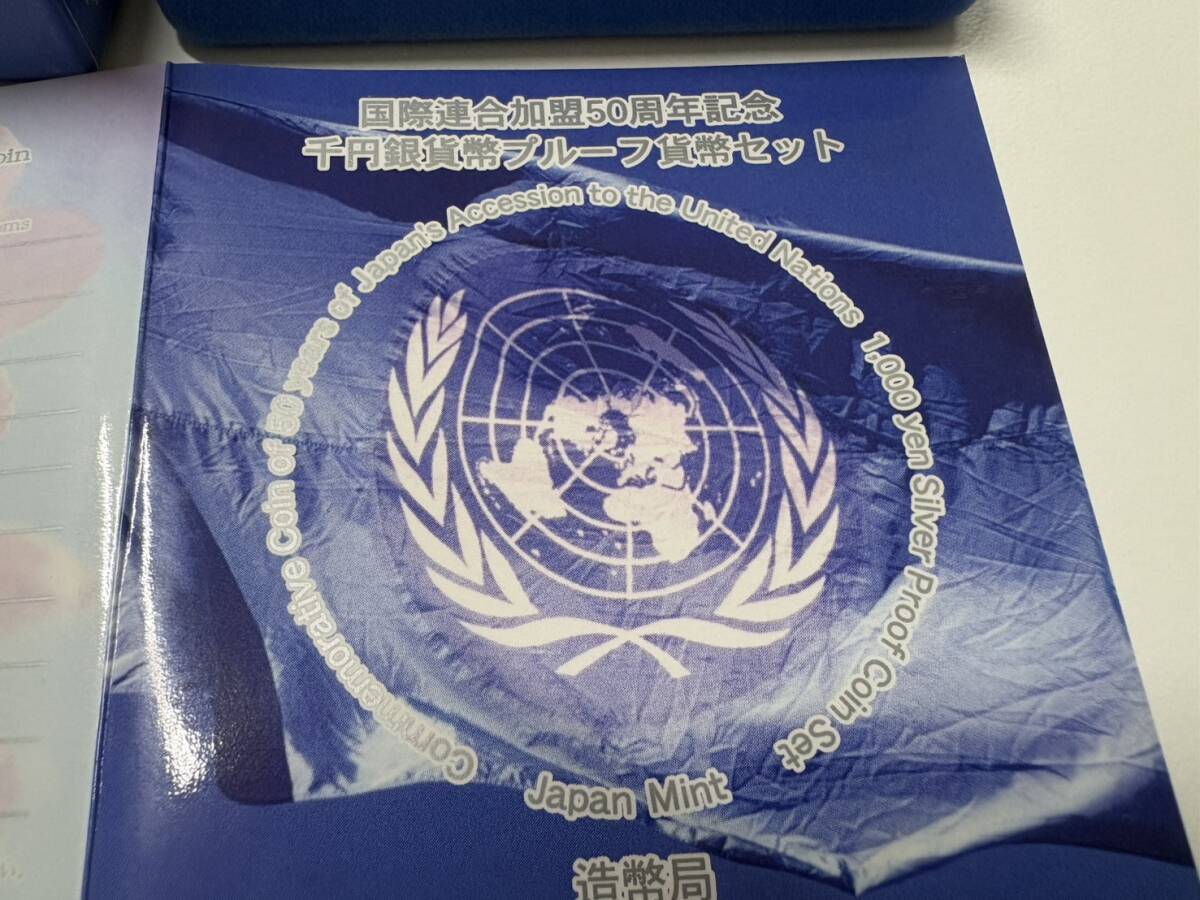 国際連合加盟50周年記念
千円銀貨幣プルーフ貨幣セット
Commemorative Coin of 50 years of Japan's Accession to the United Nations 1,000 yen Silver Proof Coin Set
Japan Mint
造幣局